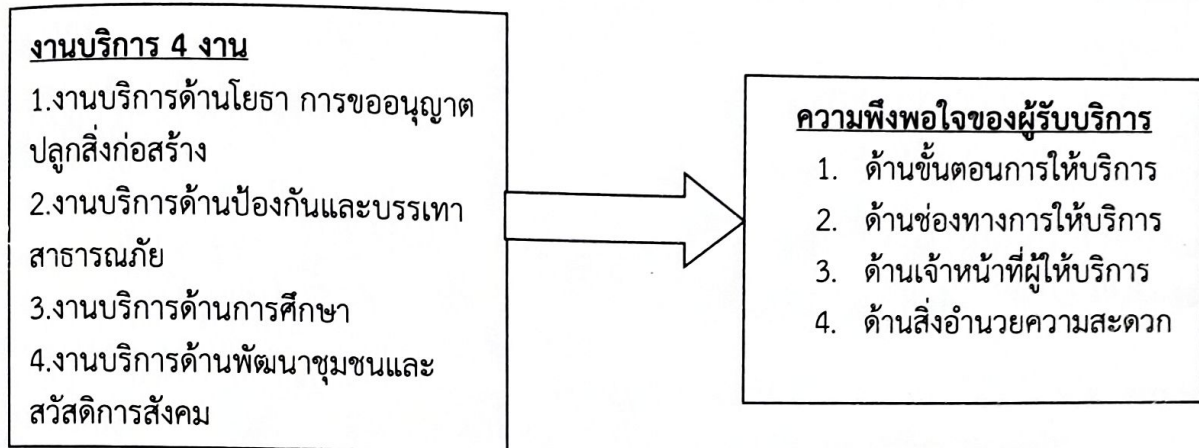 งานบริการ 4 งาน
1.งานบริการด้านโยธา การขออนุญาต
ปลูกสิ่งก่อสร้าง
2.งานบริการด้านป้องกันและบรรเทา
สาธารณภัย
3.งานบริการด้านการศึกษา
4.งานบริการด้านพัฒนาชุมชนและ
สวัสดิการสังคม
ความพึงพอใจของผู้รับบริการ
1. ด้านขั้นตอนการให้บริการ
2. ด้านช่องทางการให้บริการ
3. ด้านเจ้าหน้าที่ผู้ให้บริการ
4. ด้านสิ่งอำนวยความสะดวก